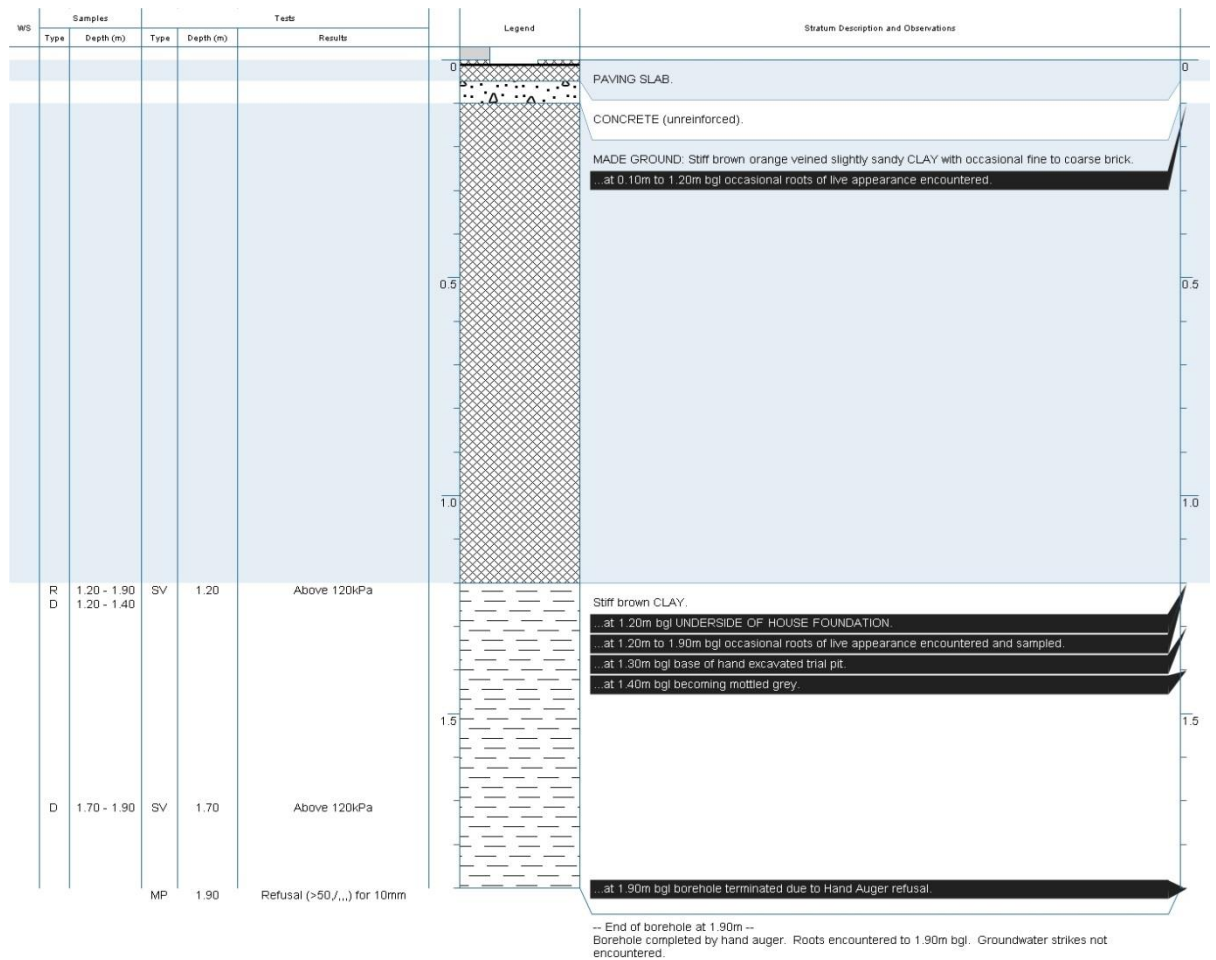 WS Samples Tests Legend Stratum Description and Observations
Type Depth (m) Type Depth (m) Results
0 0
PAVING SLAB.
CONCRETE (unreinforced).
MADE GROUND: Stiff brown orange veined slightly sandy CLAY with occasional fine to coarse brick.
...at 0.10m to 1.20m bgl occasional roots of live appearance encountered.
0.5 0.5
1.0 1.0
R 1.20 - 1.90 SV 1.20 Above 120kPa
D 1.20 - 1.40
Stiff brown CLAY.
...at 1.20m bgl UNDERSIDE OF HOUSE FOUNDATION.
...at 1.20m to 1.90m bgl occasional roots of live appearance encountered and sampled.
...at 1.30m bgl base of hand excavated trial pit.
...at 1.40m bgl becoming mottled grey.
1.5 1.5
D 1.70 - 1.90 SV 1.70 Above 120kPa
...at 1.90m bgl borehole terminated due to Hand Auger refusal.
MP 1.90 Refusal (>50,/,,,) for 10mm
-- End of borehole at 1.90m --
Borehole completed by hand auger. Roots encountered to 1.90m bgl. Groundwater strikes not
encountered.